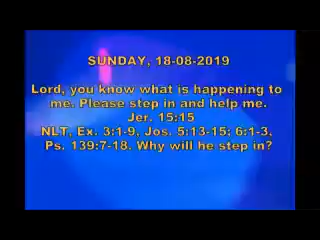 SUNDAY, 18-08-2019
Lord, you know what is happening to
me. Please step in and help me.
Jer. 15:15
NLT, Ex. 3:1-9, Jos. 5:13-15; 6:1-3,
Ps. 139:7-18. Why will he step in?